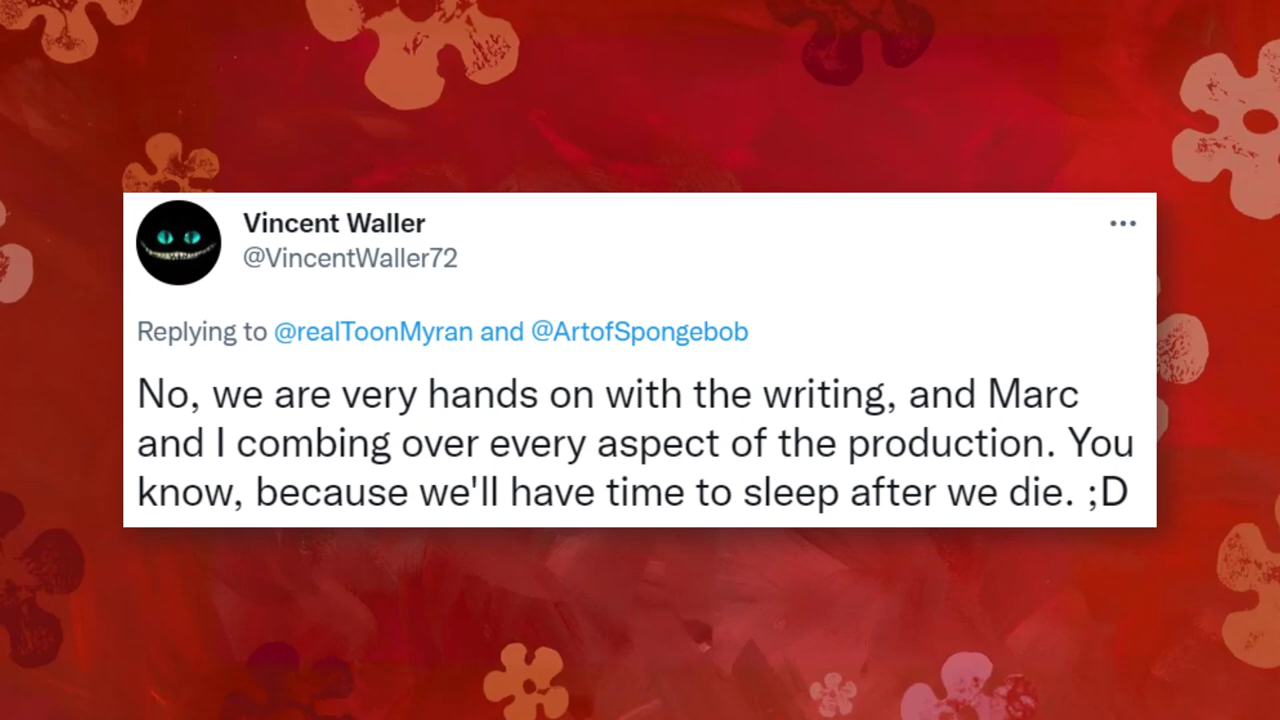 Vincent Waller
@VincentWaller72
Replying to @realToonMyran and @ArtofSpongebob
No, we are very hands on with the writing, and Marc
and I combing over every aspect of the production. You
know, because we'll have time to sleep after we die. ;D